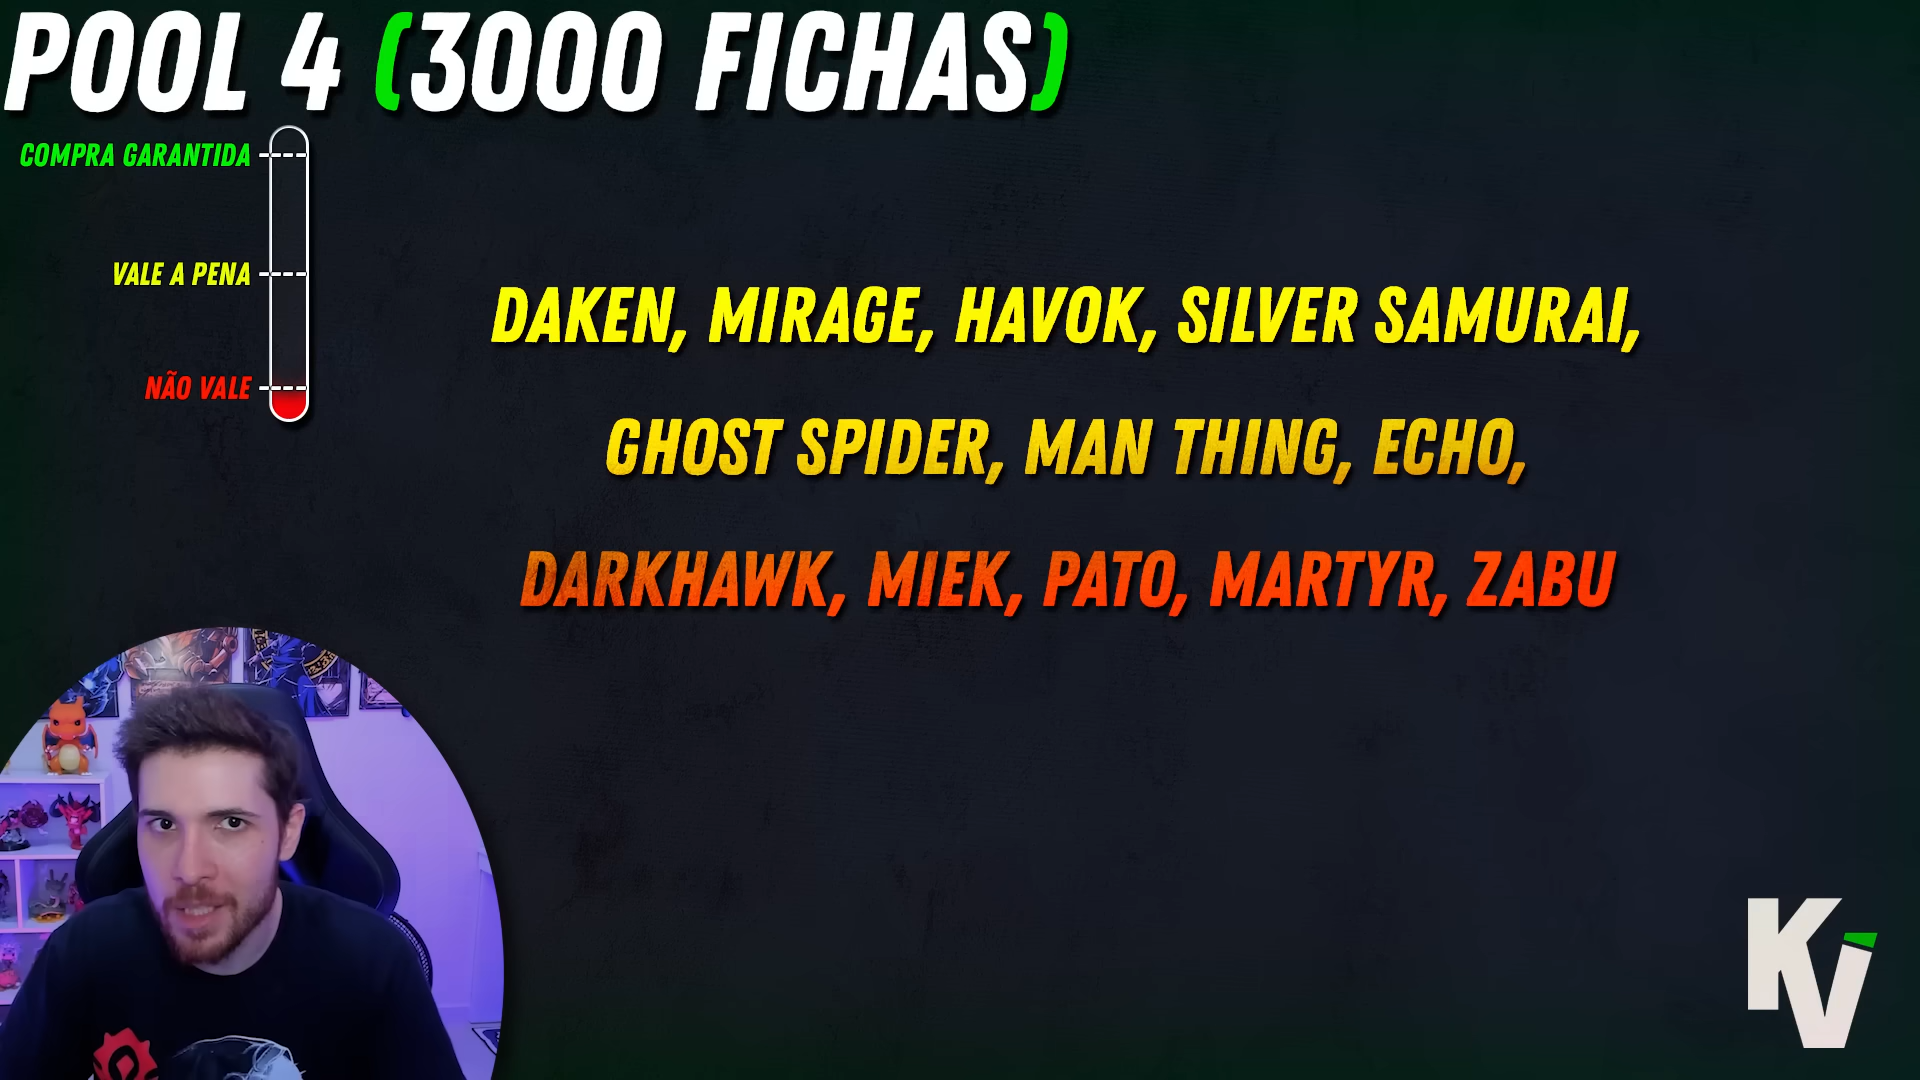 POOL 4 (3000 FICHAS)
COMPRA GARANTIDA
VALE A PENA
NÃO VALE
DAKEN, MIRAGE, HAVOK, SILVER SAMURAI,
GHOST SPIDER, MAN THING, ECHO,
DARKHAWK, MIEK, PATO, MARTYR, ZABU
KV